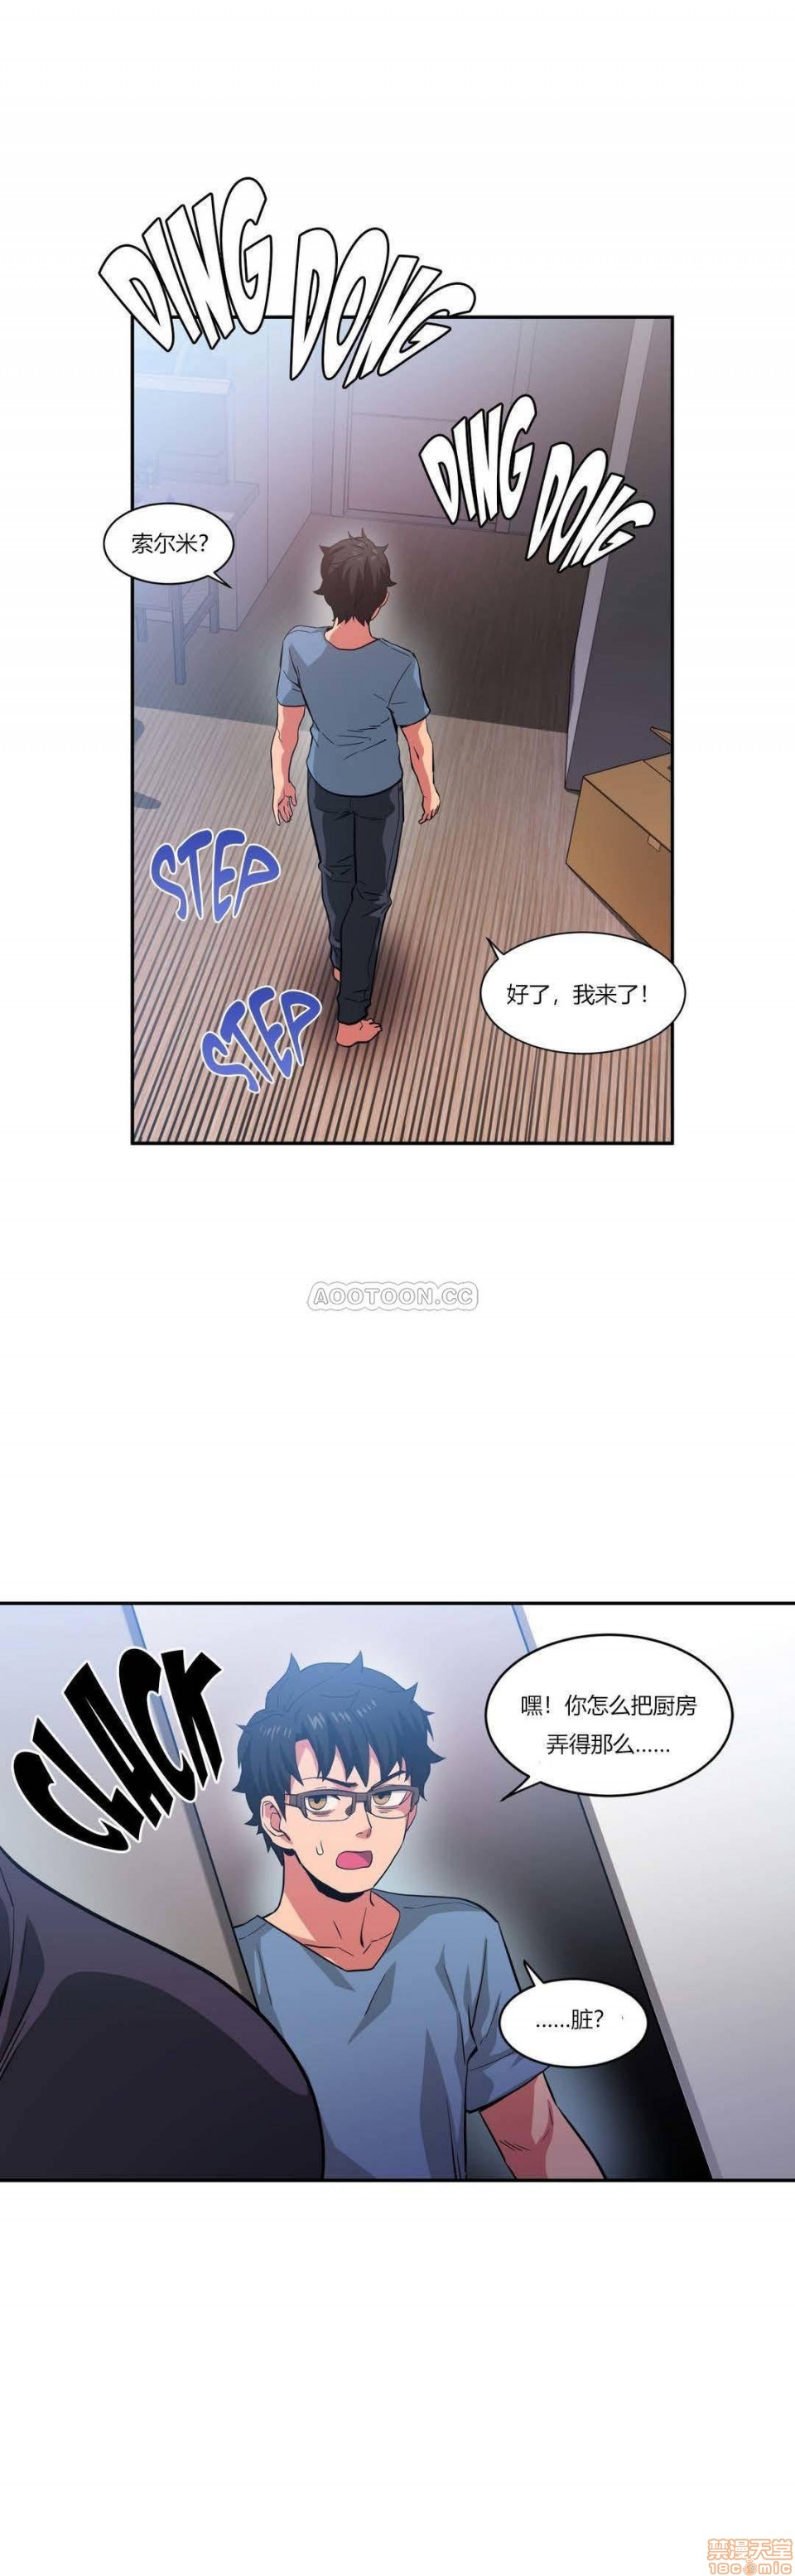 DING
DONG
DING
DONG
索尔米？
STEP
好了，我来了！
STEP
AOOTOON.CC
CLACK
嘿！你怎么把厨房
弄得那么……
……脏？
禁漫天堂
18comic